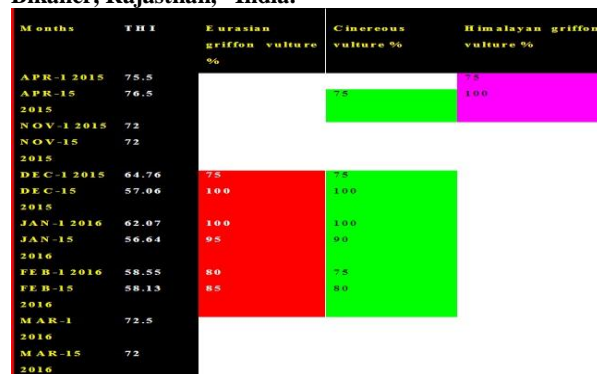 Bikaner, Rajasthan, India.
Months THI Eurasian griffon vulture % Cinereous vulture % Himalayan griffon vulture %
APR-1 2015 75.5 75
APR-15 2015 76.5 75 100
NOV-1 2015 72
NOV-15 2015 72
DEC-1 2015 64.76 75 75
DEC-15 2015 57.06 100 100
JAN-1 2016 62.07 100 100
JAN-15 2016 56.64 95 90
FEB-1 2016 58.55 80 75
FEB-15 2016 58.13 85 80
MAR-1 2016 72.5
MAR-15 2016 72